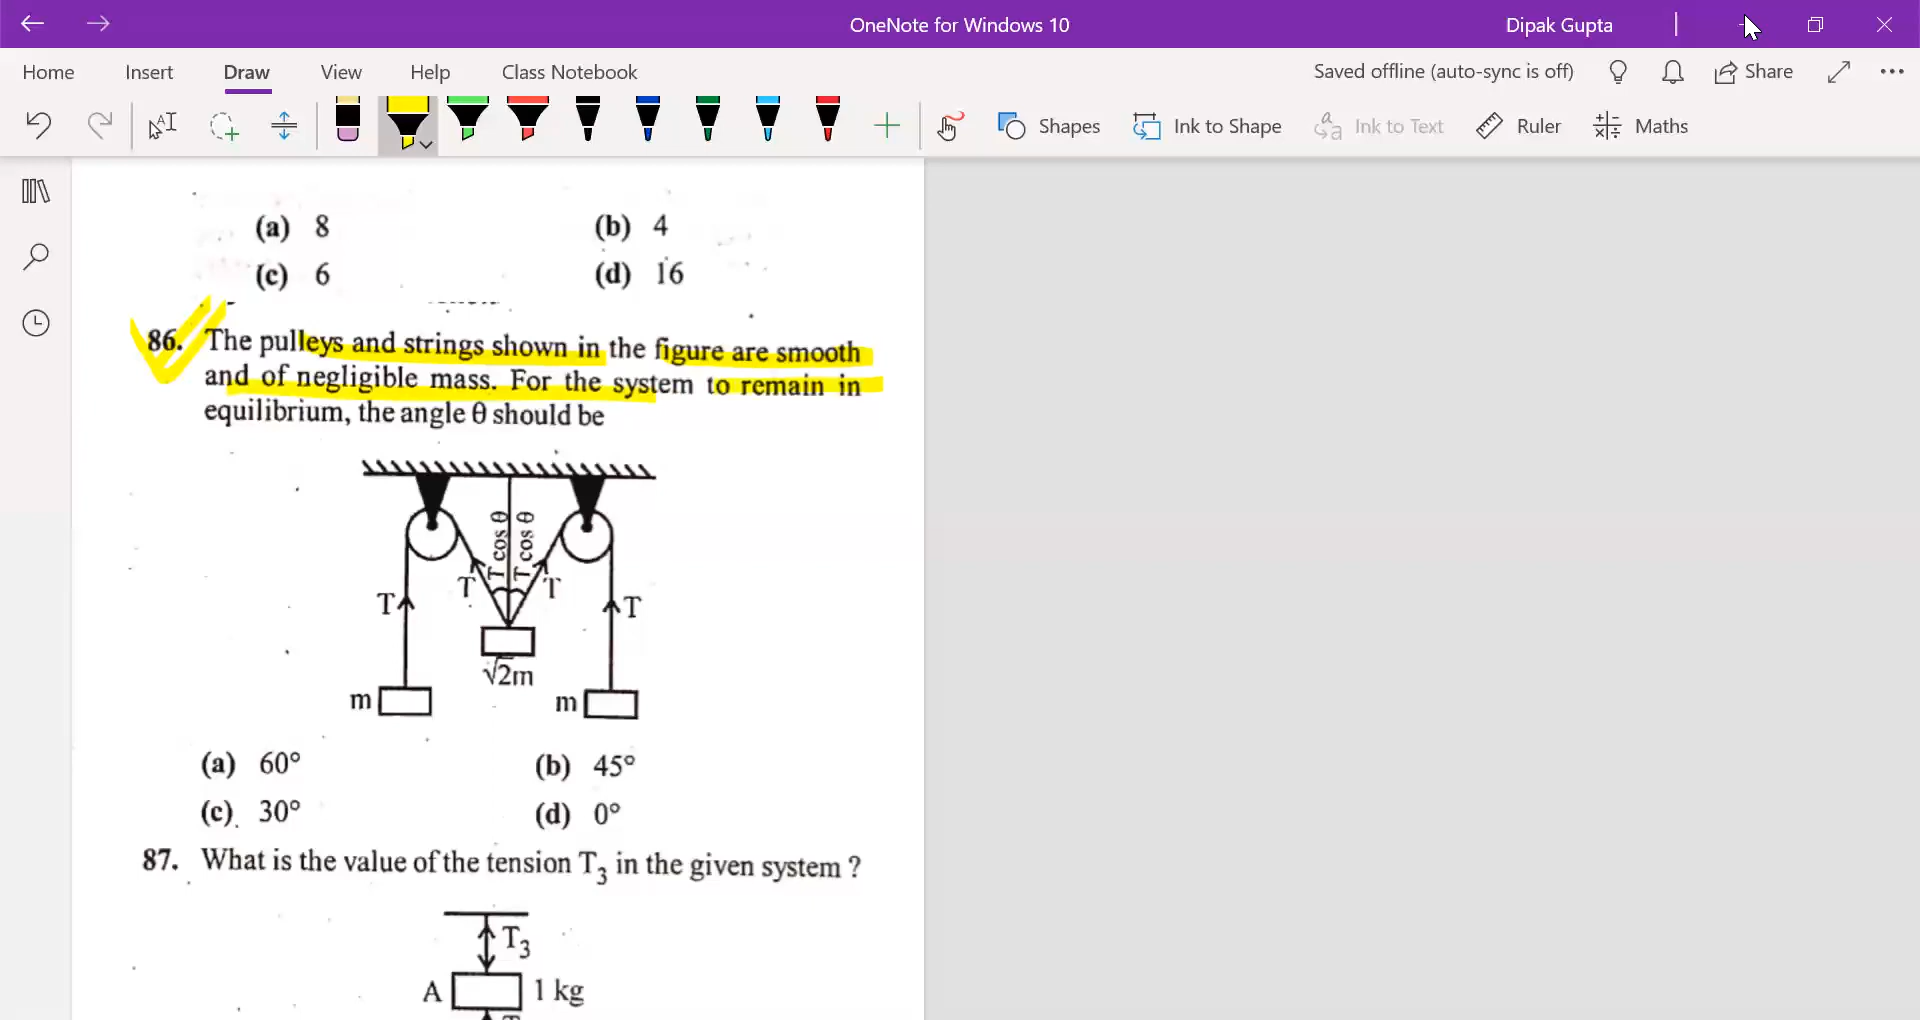 OneNote for Windows 10
Dipak Gupta
Home Insert Draw View Help Class Notebook
Saved offline (auto-sync is off) Share
Shapes Ink to Shape Ink to Text Ruler Maths
(a) 8 (b) 4
(c) 6 (d) 16
86. The pulleys and strings shown in the figure are smooth
and of negligible mass. For the system to remain in
equilibrium, the angle θ should be
T cos θ T cos θ
T T
T T
√2m
m m
(a) 60° (b) 45°
(c) 30° (d) 0°
87. What is the value of the tension T₃ in the given system ?
T₃
A 1 kg